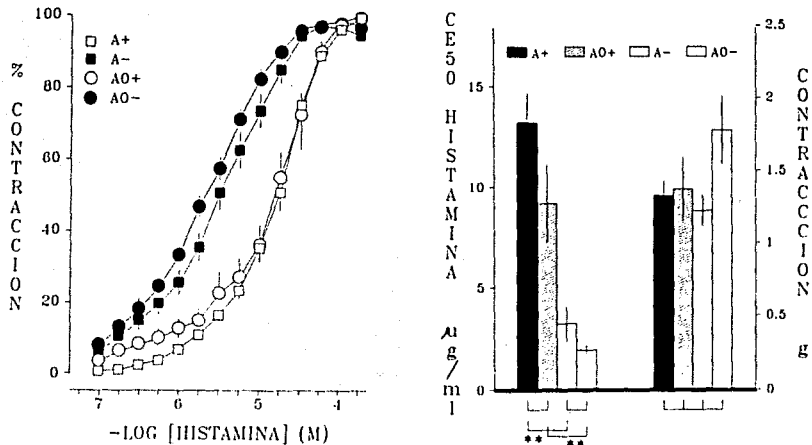 % CONTRACCION
100
80
60
40
20
0
A+
A-
AO+
AO-
7
6
5
4
-LOG [HISTAMINA] (M)
CE50 HISTAMINA µg/ml
15
10
5
0
A+
AO+
A-
AO-
2.5
2
1.5
1
0.5
0
CONTRACCION g
**
**